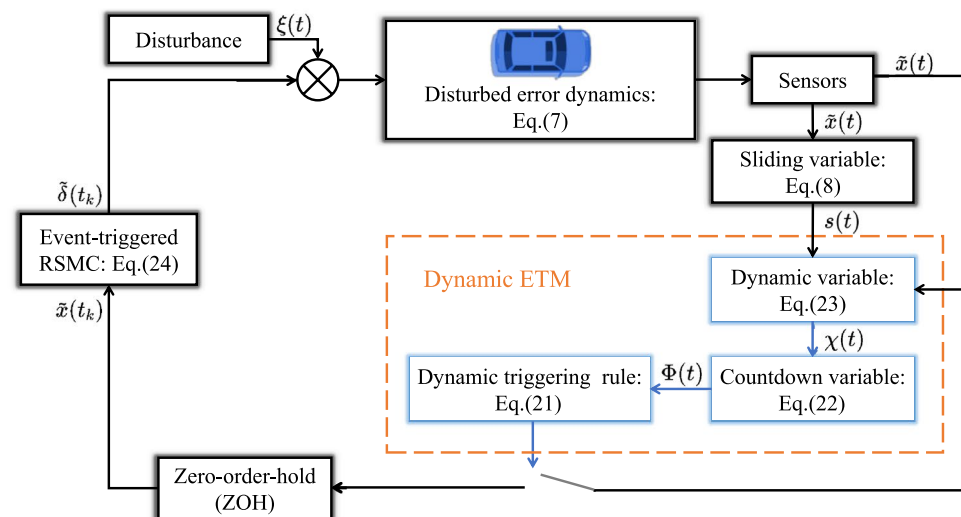 Disturbance
ξ(t)
Disturbed error dynamics:
Eq.(7)
Sensors
x̃(t)
x̃(t)
Sliding variable:
Eq.(8)
s(t)
δ̃(t_k)
Event-triggered
RSMC: Eq.(24)
x̃(t_k)
Dynamic ETM
Dynamic variable:
Eq.(23)
χ(t)
Dynamic triggering rule:
Eq.(21)
Φ(t)
Countdown variable:
Eq.(22)
Zero-order-hold
(ZOH)